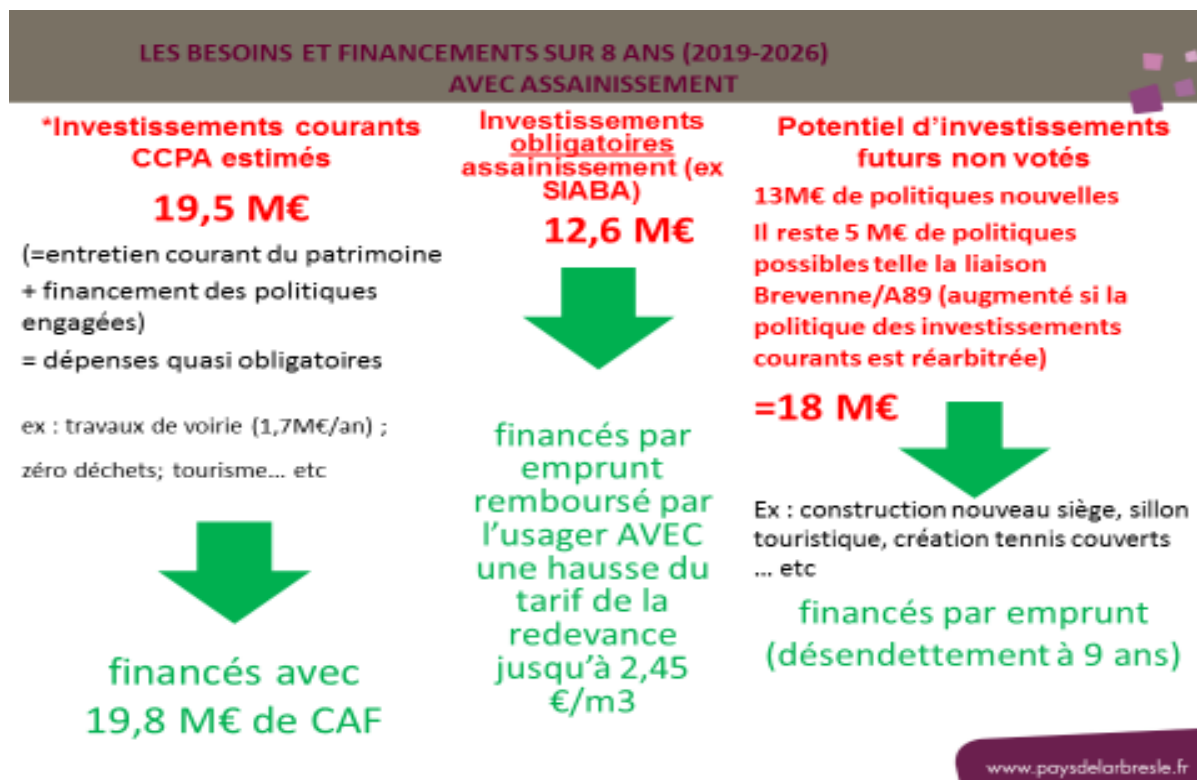 LES BESOINS ET FINANCEMENTS SUR 8 ANS (2019-2026)
AVEC ASSAINISSEMENT
*Investissements courants
CCPA estimés
19,5 M€
(=entretien courant du patrimoine
+ financement des politiques
engagées)
= dépenses quasi obligatoires
ex : travaux de voirie (1,7M€/an) ;
zéro déchets; tourisme... etc
financés avec
19,8 M€ de CAF
Investissements
obligatoires
assainissement (ex
SIABA)
12,6 M€
financés par
emprunt
remboursé par
l'usager AVEC
une hausse du
tarif de la
redevance
jusqu'à 2,45
€/m3
Potentiel d'investissements
futurs non votés
13M€ de politiques nouvelles
Il reste 5 M€ de politiques
possibles telle la liaison
Brevenne/A89 (augmenté si la
politique des investissements
courants est réarbitrée)
=18 M€
Ex : construction nouveau siège, sillon
touristique, création tennis couverts
... etc
financés par emprunt
(désendettement à 9 ans)
www.paysdelarbresle.fr